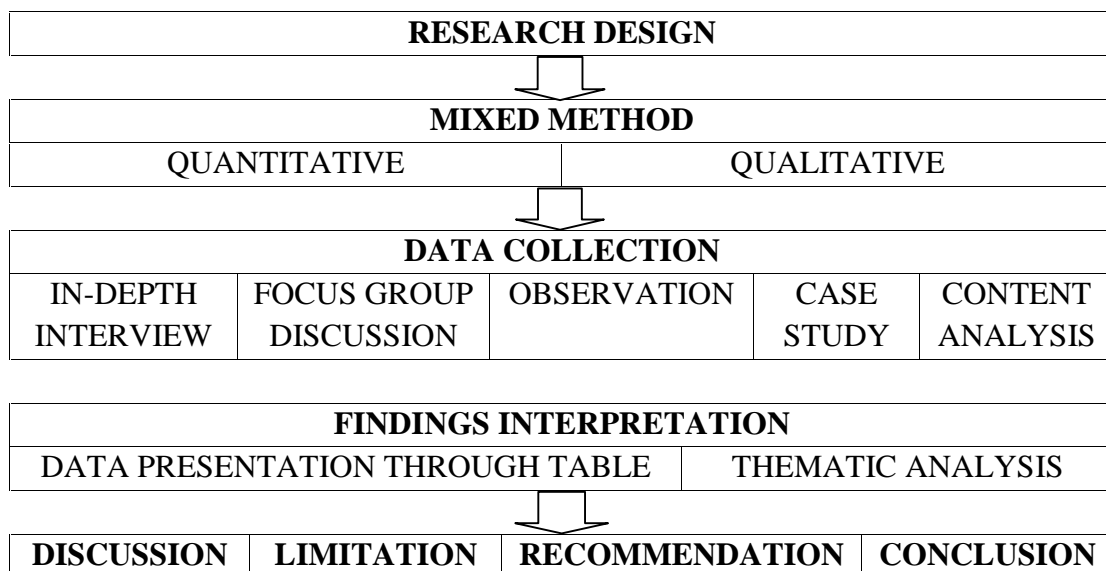 RESEARCH DESIGN
MIXED METHOD
QUANTITATIVE QUALITATIVE
DATA COLLECTION
IN-DEPTH FOCUS GROUP OBSERVATION CASE CONTENT
INTERVIEW DISCUSSION STUDY ANALYSIS
FINDINGS INTERPRETATION
DATA PRESENTATION THROUGH TABLE THEMATIC ANALYSIS
DISCUSSION LIMITATION RECOMMENDATION CONCLUSION